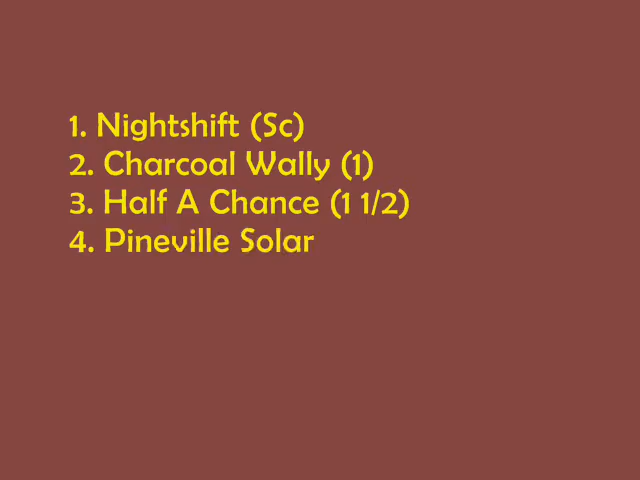 1. Nightshift (Sc)
2. Charcoal Wally (1)
3. Half A Chance (1 1/2)
4. Pineville Solar